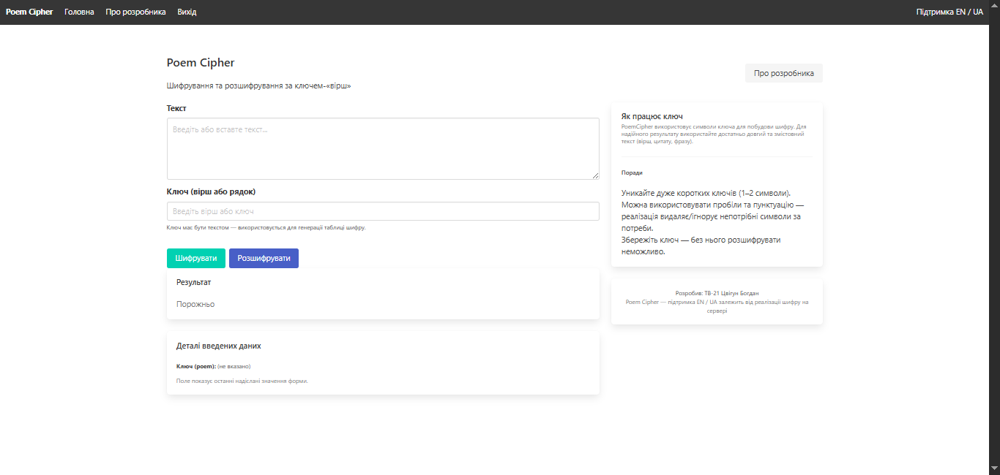 Poem Cipher Головна Про розробника Вихід Підтримка EN / UA
Poem Cipher
Про розробника
Шифрування та розшифрування за ключем-«вірш»
Текст
Введіть або вставте текст...
Ключ (вірш або рядок)
Введіть вірш або ключ
Ключ має бути текстом — використовується для генерації таблиці шифру.
Шифрувати Розшифрувати
Результат
Порожньо
Деталі введених даних
Ключ (poem): (не вказано)
Поле показує останні надіслані значення форми.
Як працює ключ
PoemCipher використовує символи ключа для побудови шифру. Для
надійного результату використайте достатньо довгий та змістовний
текст (вірш, цитату, фразу).
Поради
Уникайте дуже коротких ключів (1–2 символи).
Можна використовувати пробіли та пунктуацію —
реалізація видаляє/ігнорує непотрібні символи за
потреби.
Збережіть ключ — без нього розшифрувати
неможливо.
Розробив: ТВ-21 Цвігун Богдан
Poem Cipher — підтримка EN / UA залежить від реалізації шифру на
сервері